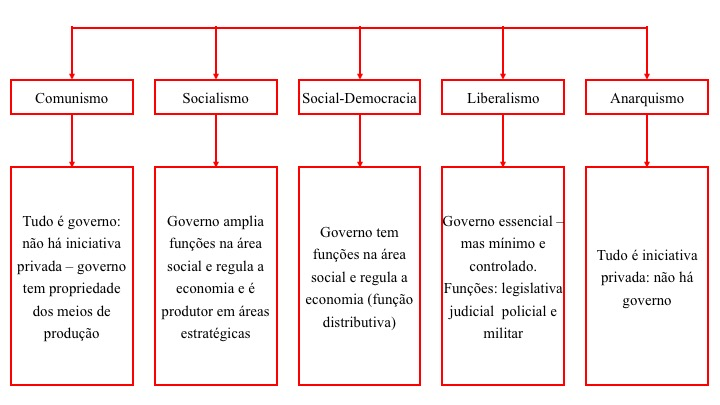 Comunismo
Socialismo
Social-Democracia
Liberalismo
Anarquismo
Tudo é governo:
não há iniciativa
privada – governo
tem propriedade
dos meios de
produção
Governo amplia
funções na área
social e regula a
economia e é
produtor em áreas
estratégicas
Governo tem
funções na área
social e regula a
economia (função
distributiva)
Governo essencial –
mas mínimo e
controlado.
Funções: legislativa
judicial policial e
militar
Tudo é iniciativa
privada: não há
governo